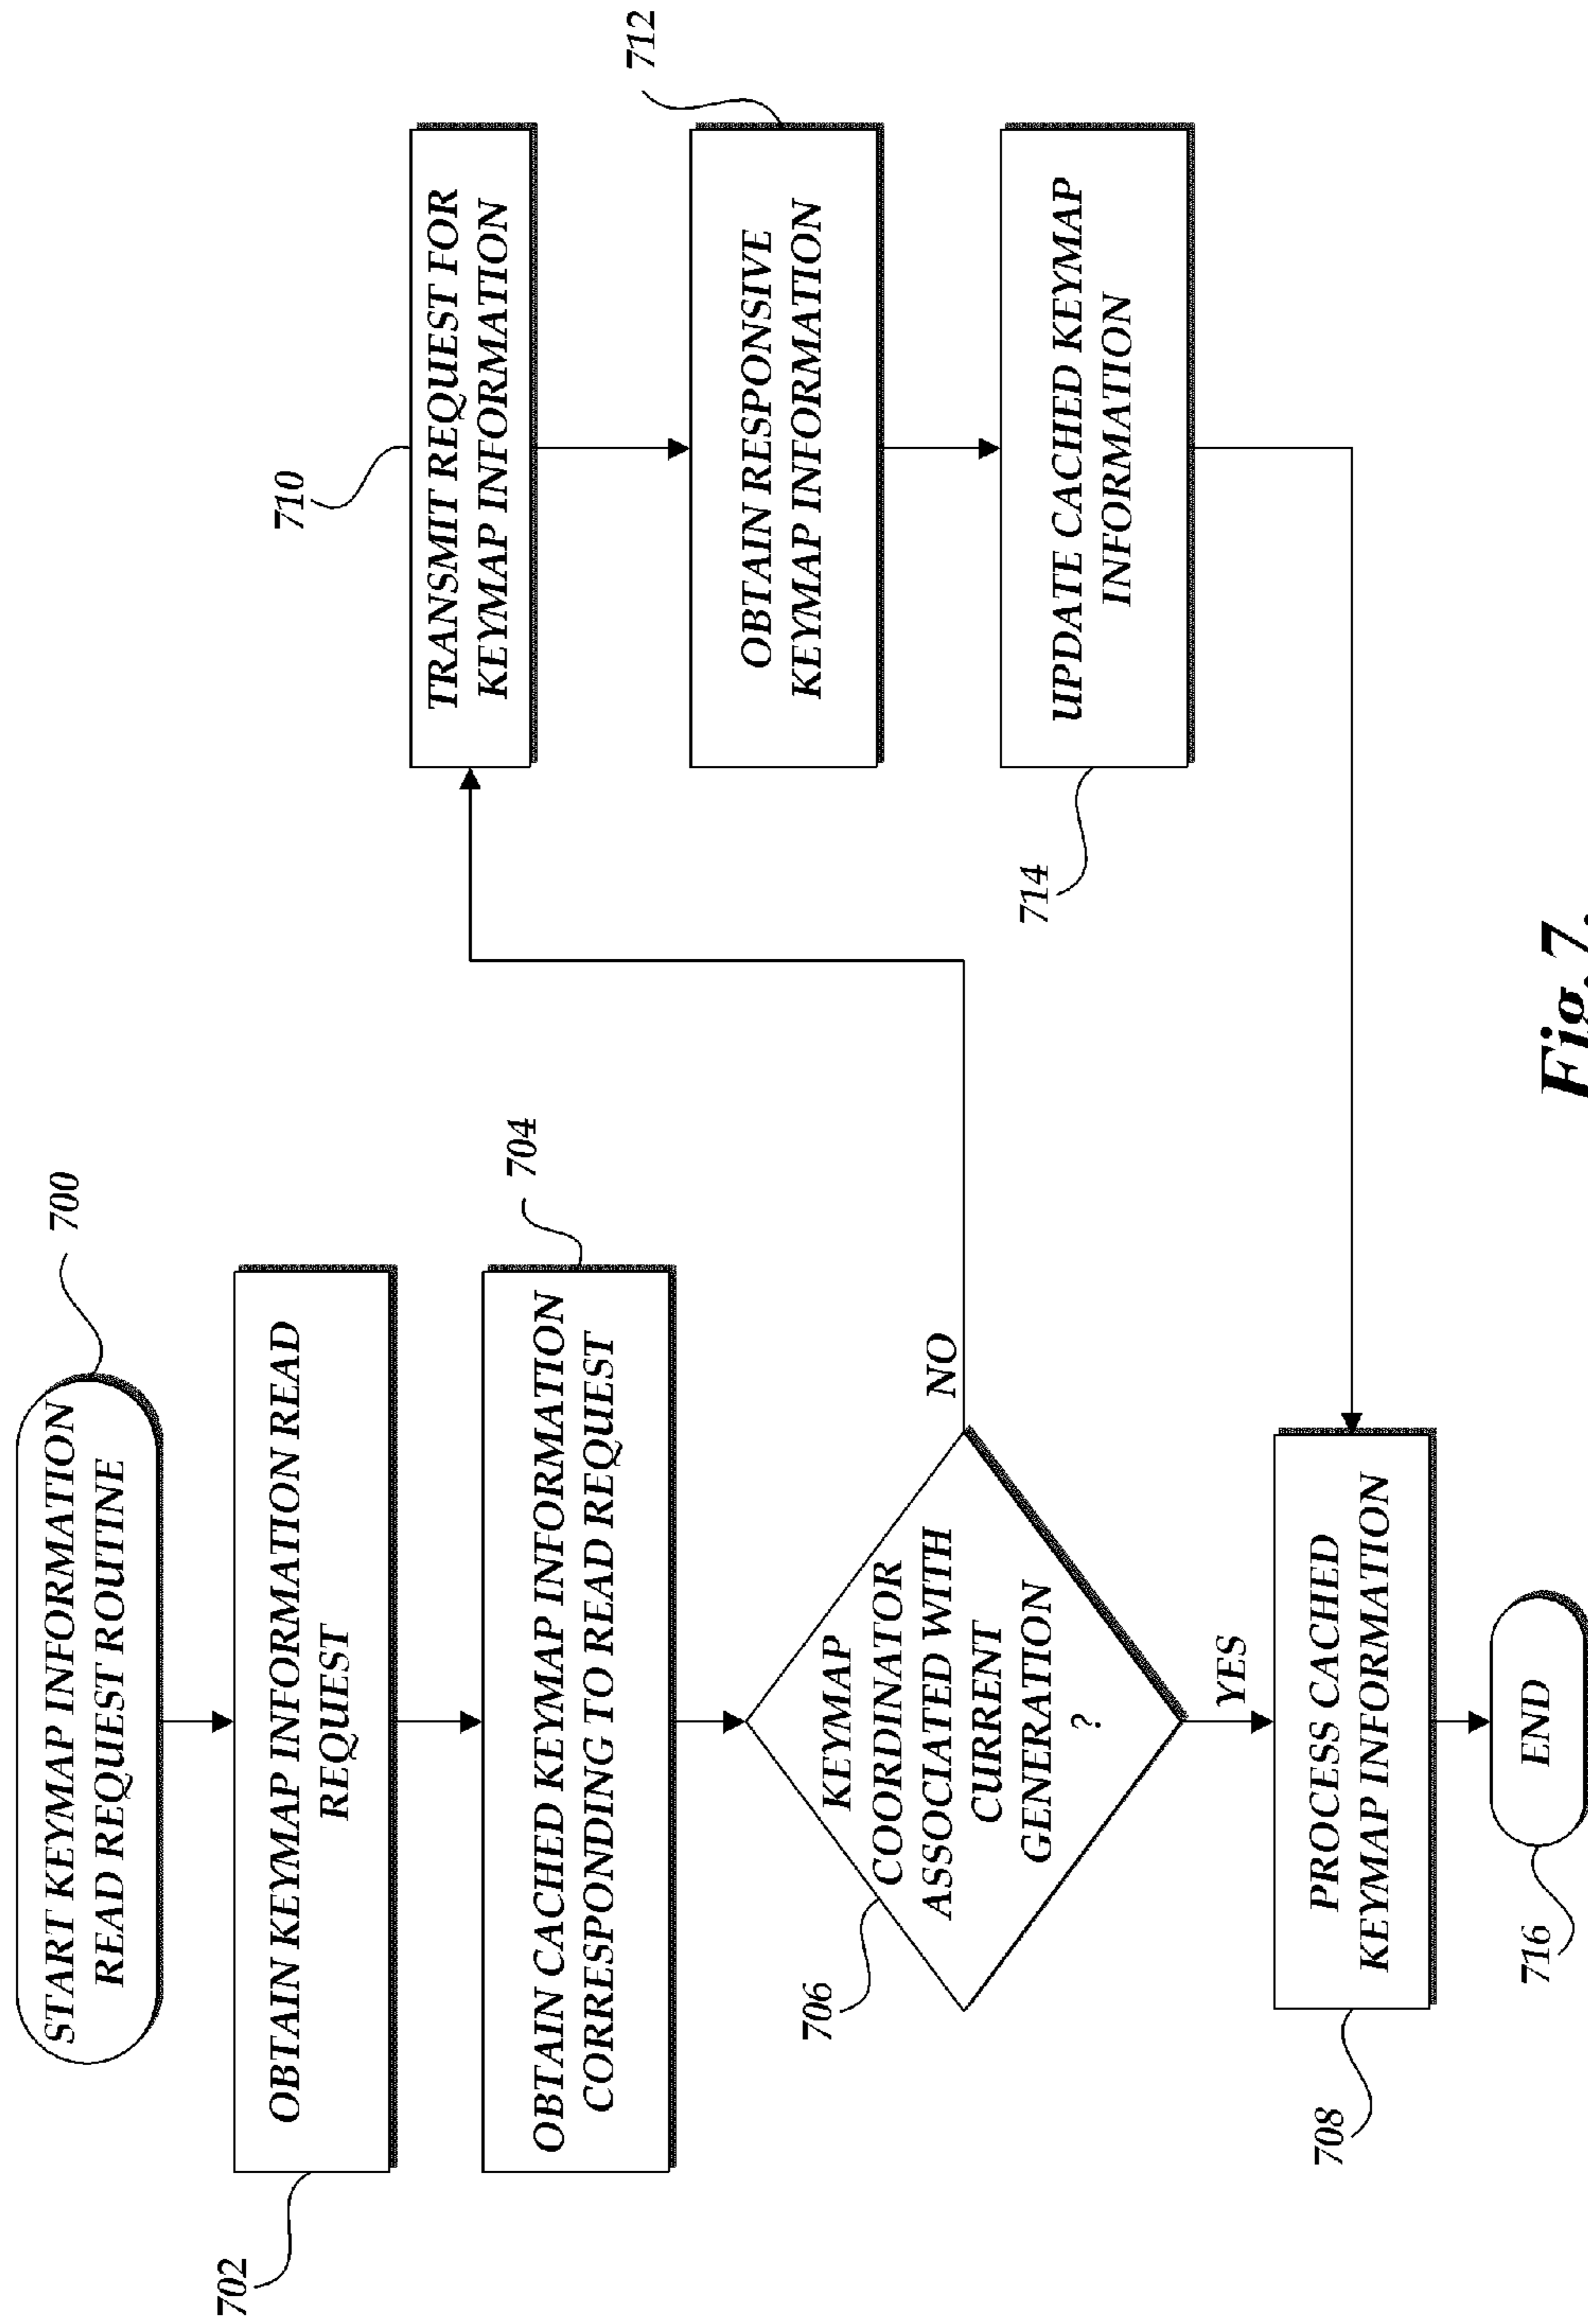 START KEYMAP INFORMATION
READ REQUEST ROUTINE
700
OBTAIN KEYMAP INFORMATION READ
REQUEST
702
OBTAIN CACHED KEYMAP INFORMATION
CORRESPONDING TO READ REQUEST
704
KEYMAP
COORDINATOR
ASSOCIATED WITH
CURRENT
GENERATION
?
706
NO
YES
PROCESS CACHED
KEYMAP INFORMATION
708
END
716
TRANSMIT REQUEST FOR
KEYMAP INFORMATION
710
OBTAIN RESPONSIVE
KEYMAP INFORMATION
712
UPDATE CACHED KEYMAP
INFORMATION
714
Fig.7.